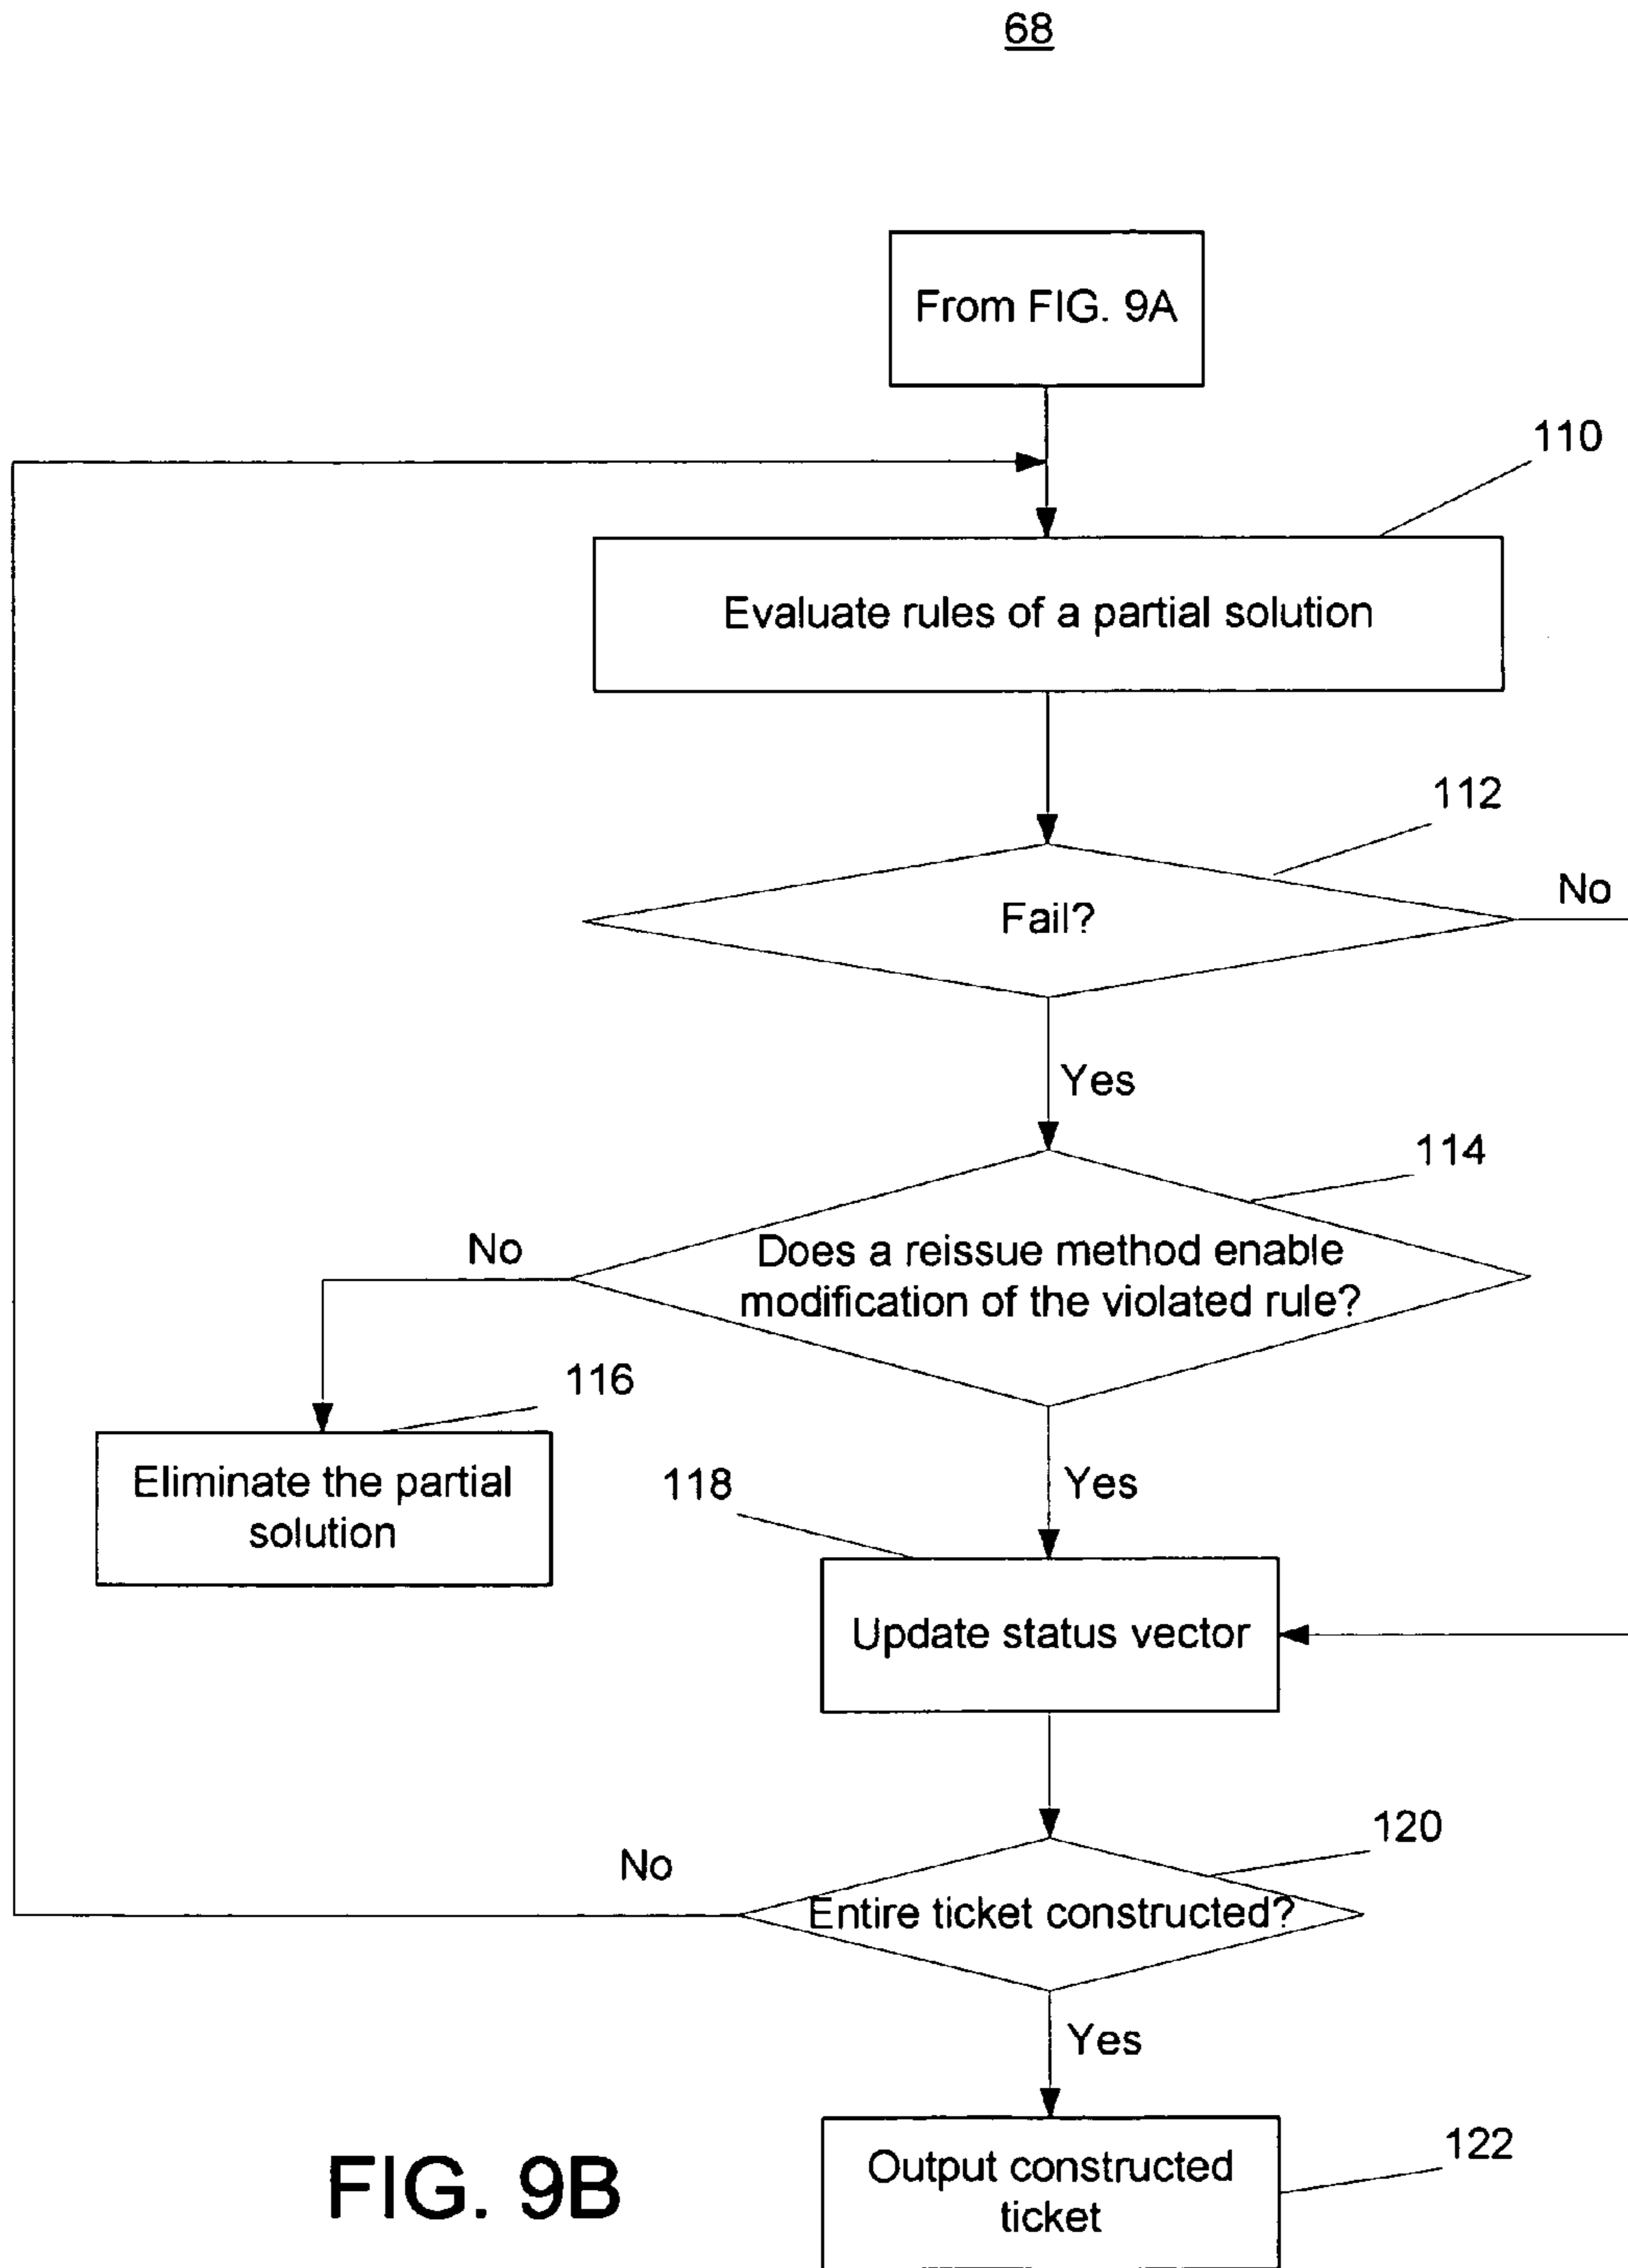 68
From FIG. 9A
110
Evaluate rules of a partial solution
112
Fail?
No
Yes
114
Does a reissue method enable
modification of the violated rule?
No
116
Eliminate the partial
solution
Yes
118
Update status vector
120
No
Entire ticket constructed?
Yes
122
Output constructed
ticket
FIG. 9B